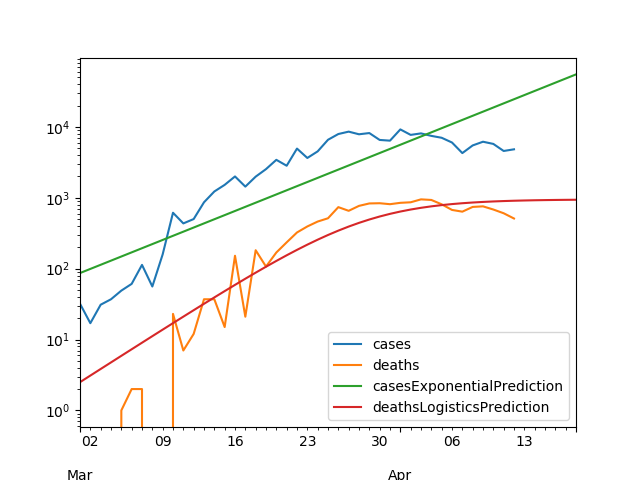 10⁴
10³
10²
10¹
10⁰
02 09 16 23 30 06 13
Mar Apr
cases
deaths
casesExponentialPrediction
deathsLogisticsPrediction